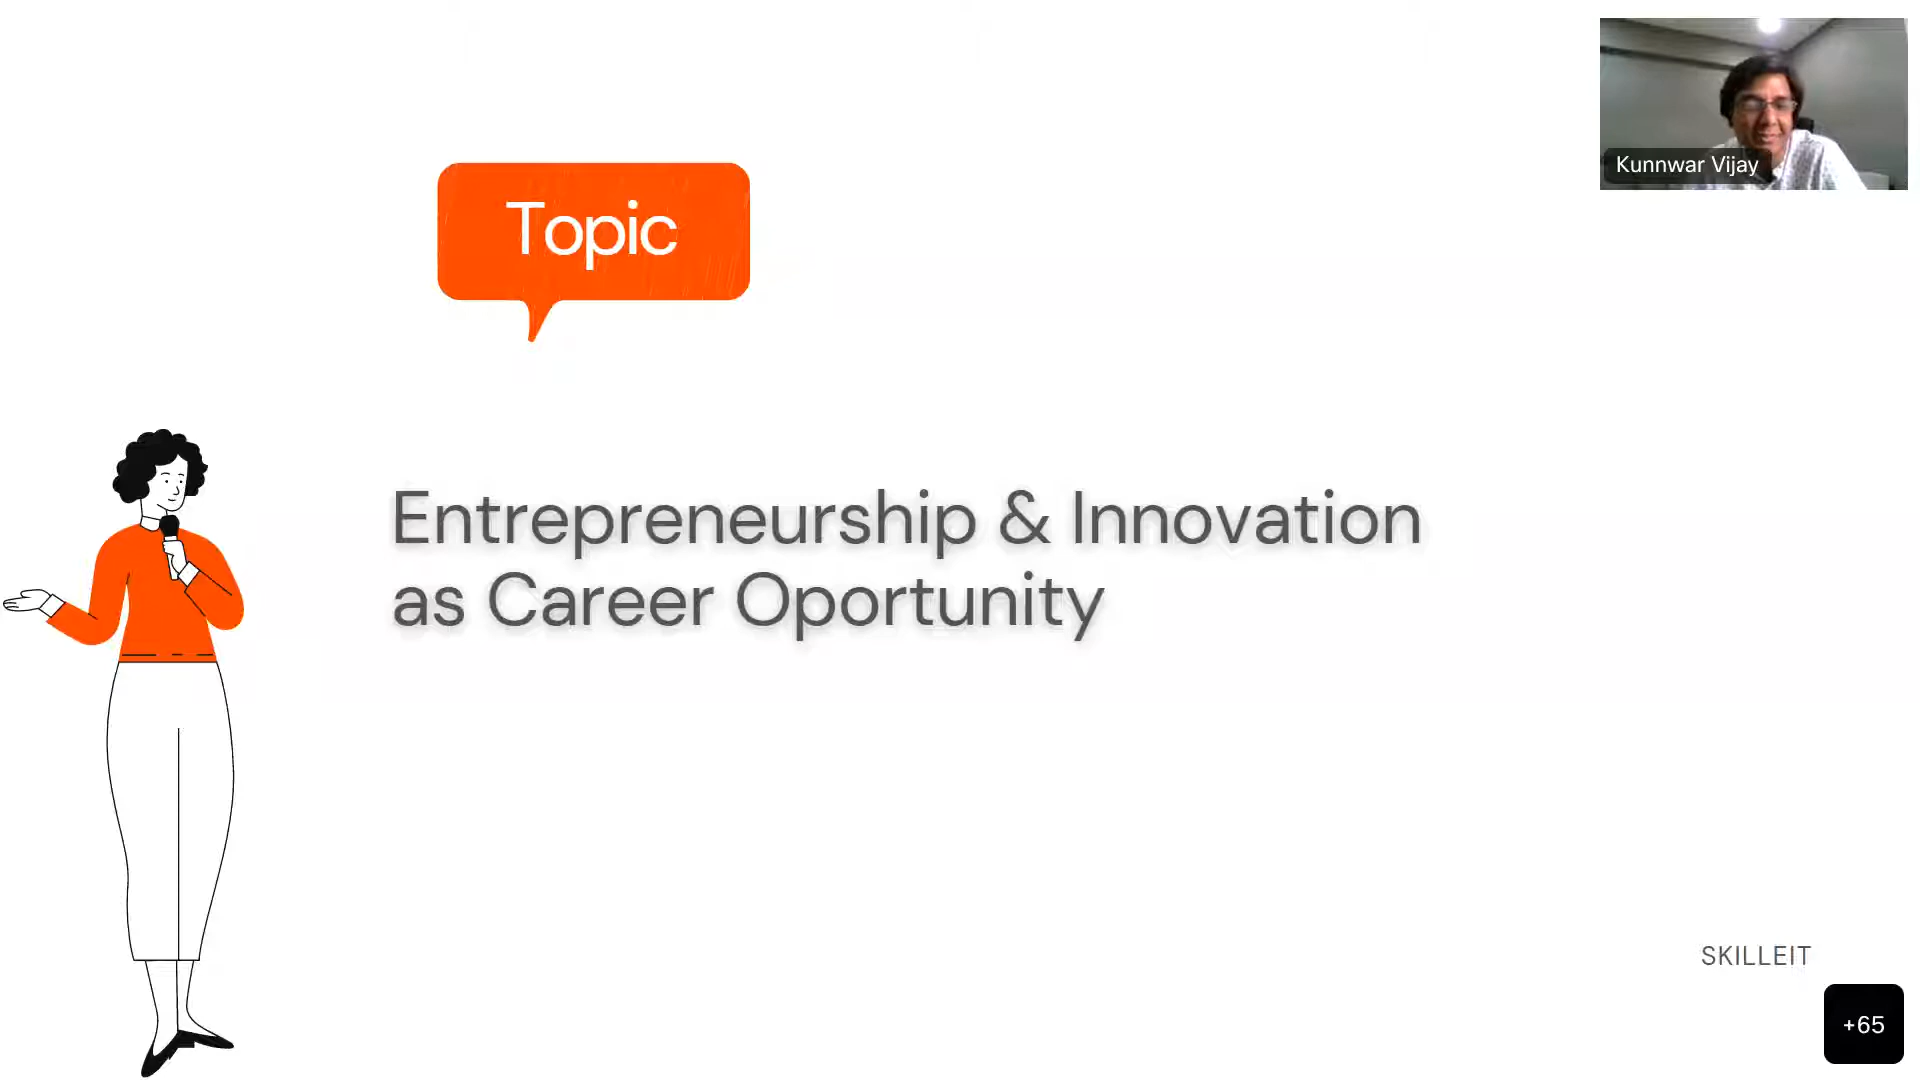 Topic
Kunnwar Vijay
Entrepreneurship & Innovation
as Career Oportunity
SKILLEIT
+65